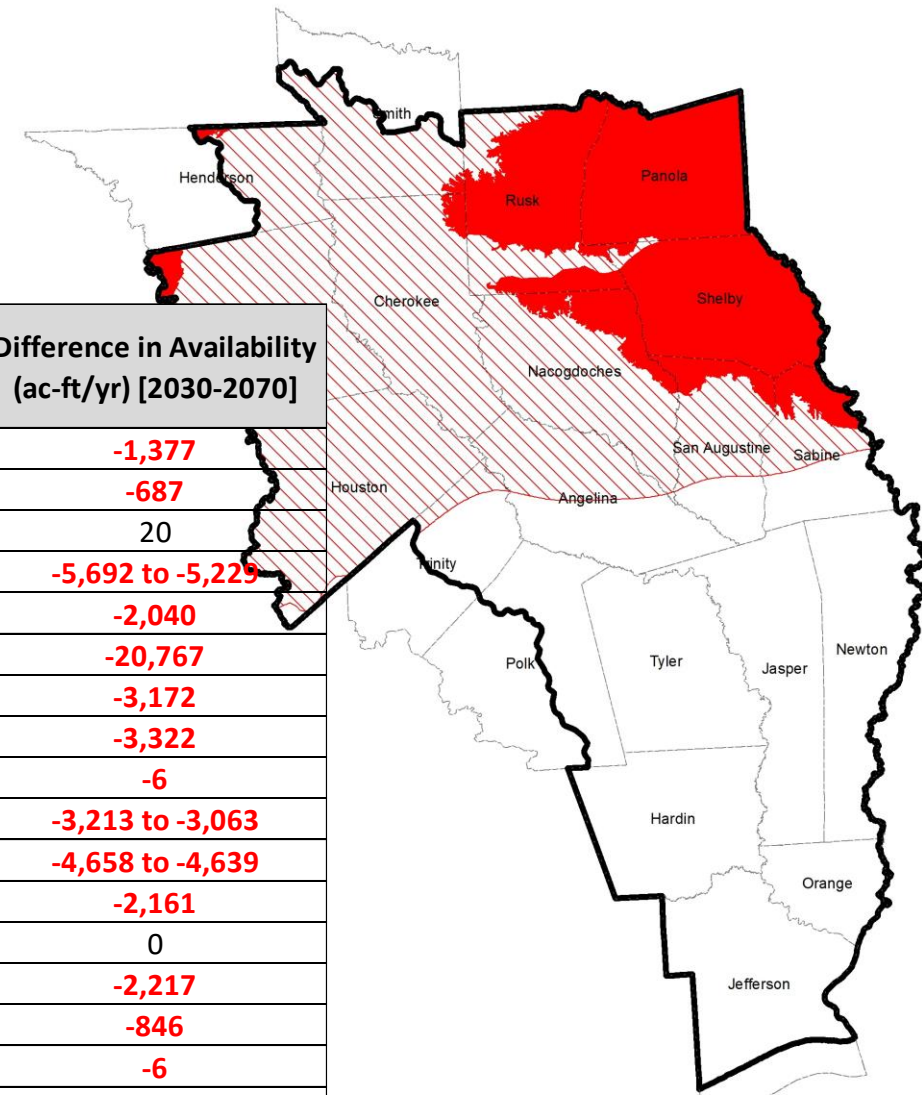 Difference in Availability
(ac-ft/yr) [2030-2070]
-1,377
-687
20
-5,692 to -5,229
-2,040
-20,767
-3,172
-3,322
-6
-3,213 to -3,063
-4,658 to -4,639
-2,161
0
-2,217
-846
-6
Smith
Henderson
Rusk
Panola
Cherokee
Shelby
Nacogdoches
San Augustine
Sabine
Houston
Angelina
Trinity
Polk
Tyler
Jasper
Newton
Hardin
Orange
Jefferson